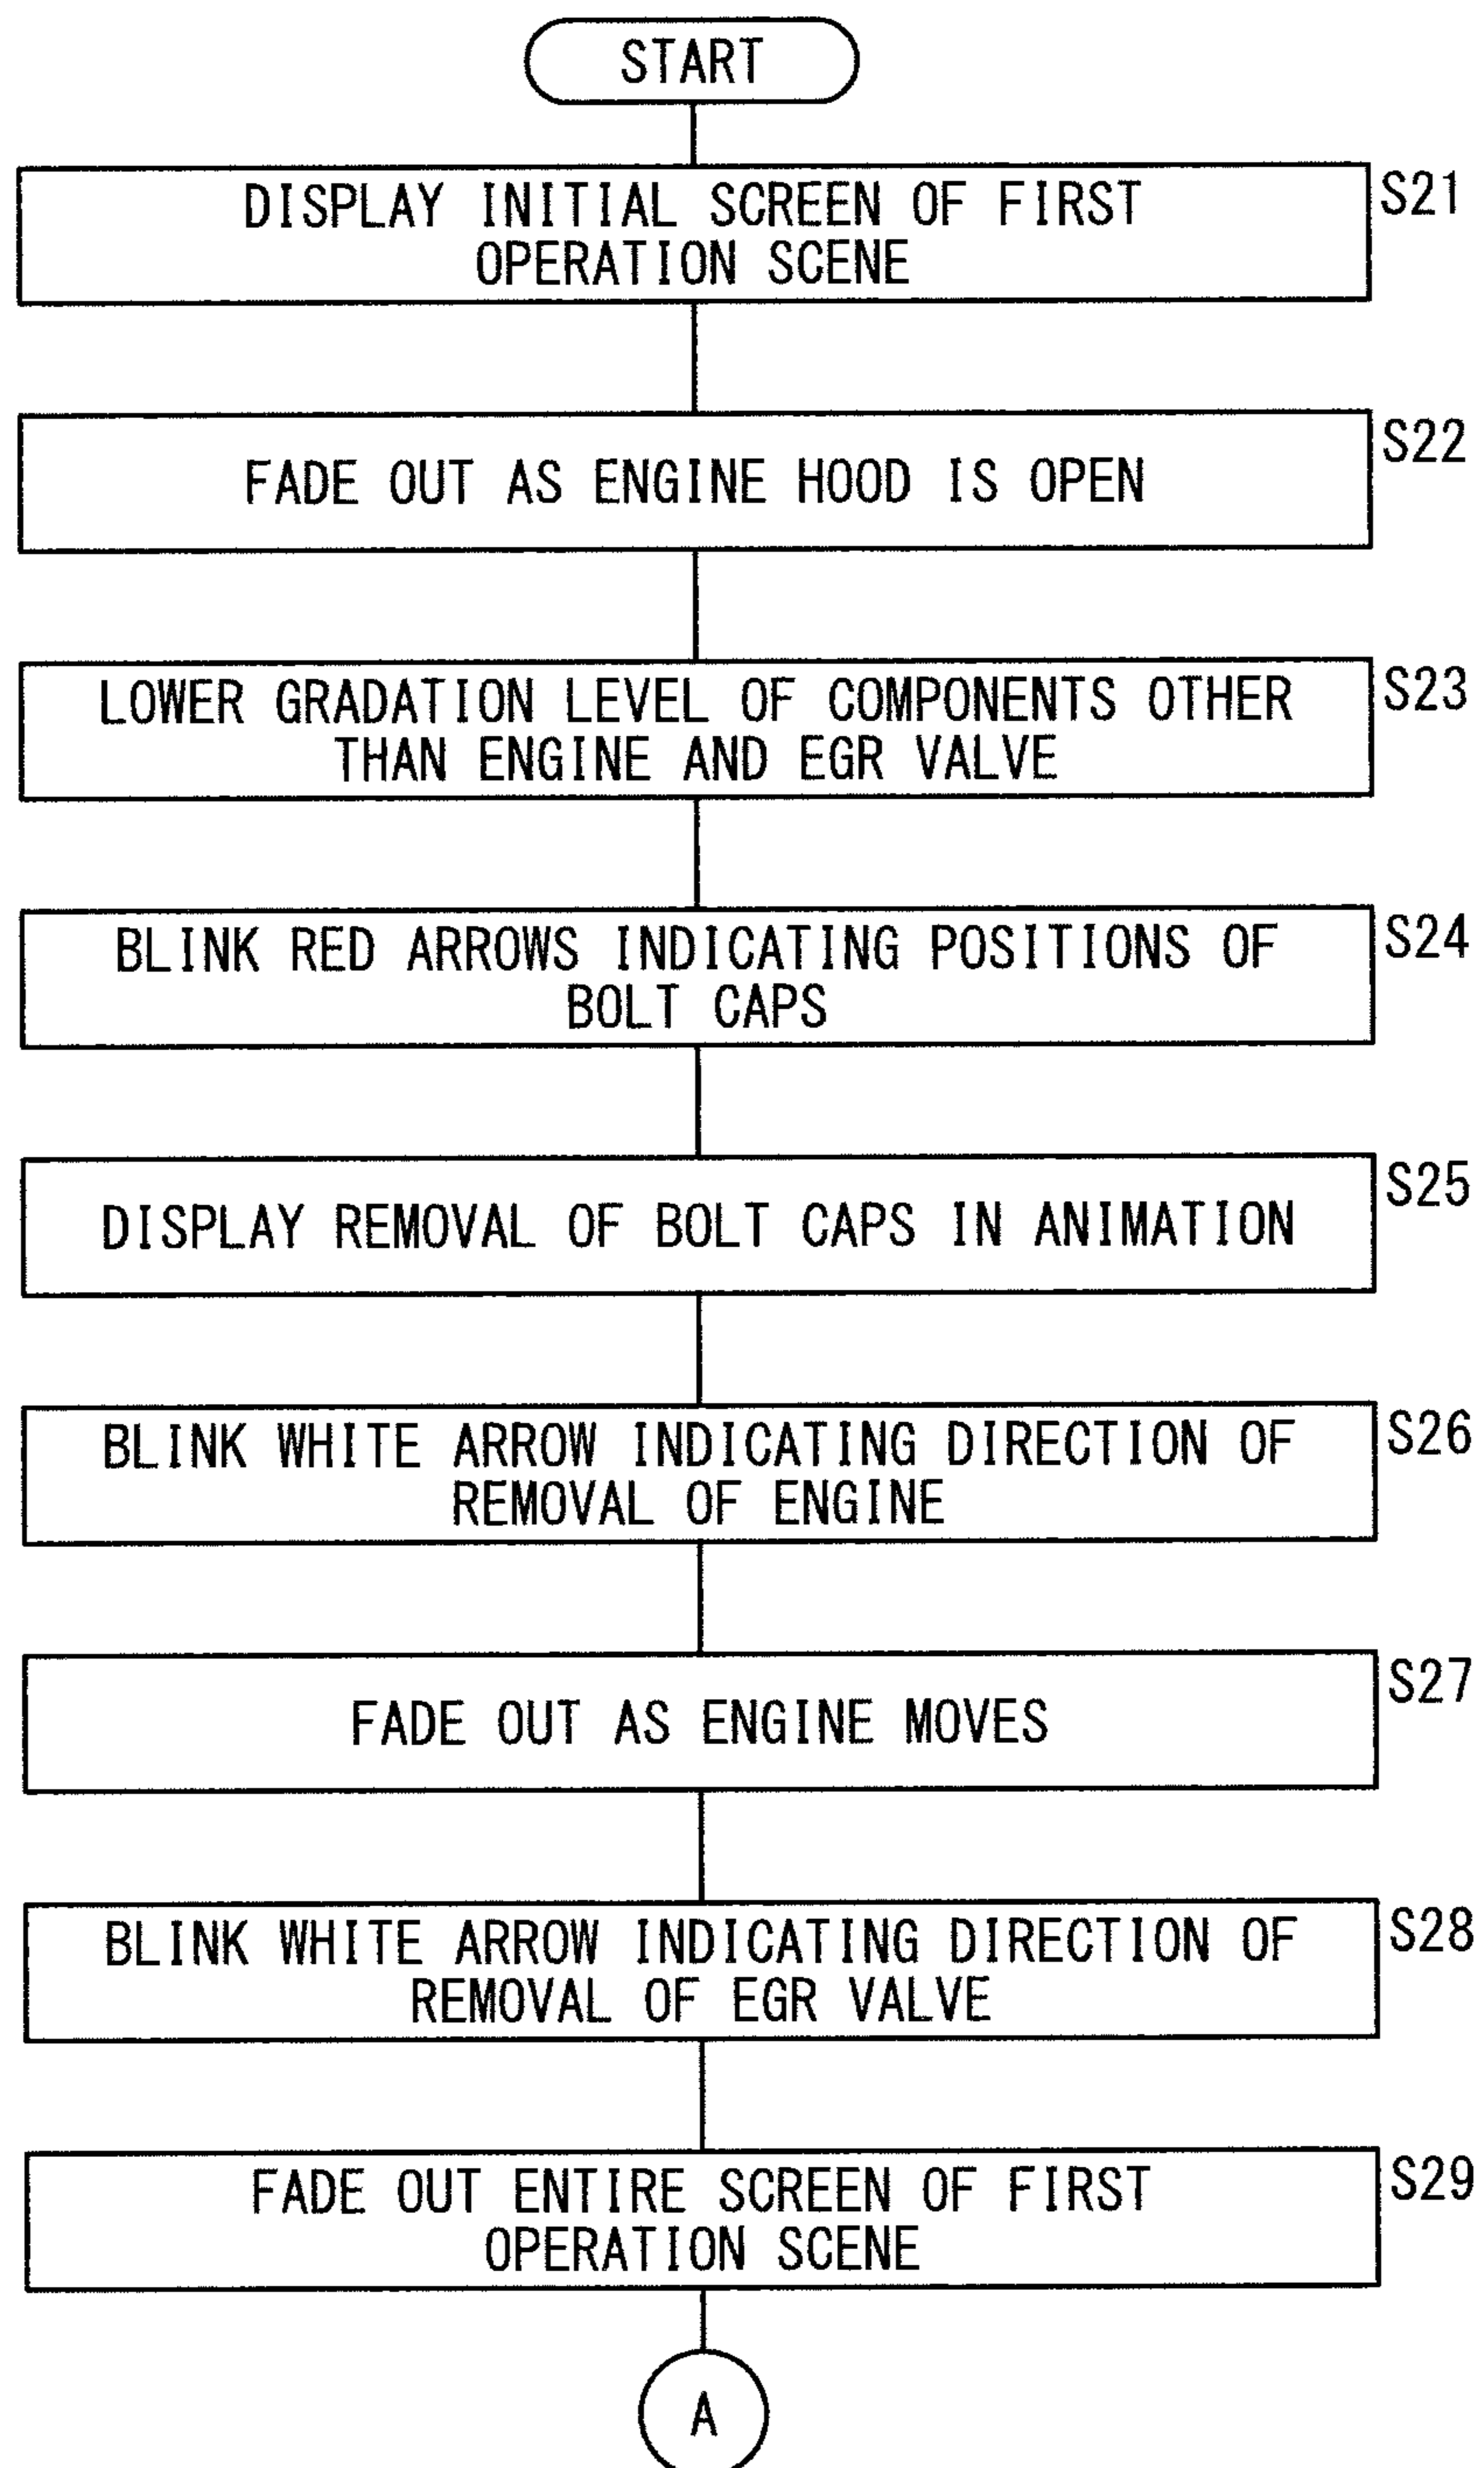 START
DISPLAY INITIAL SCREEN OF FIRST
OPERATION SCENE
S21
FADE OUT AS ENGINE HOOD IS OPEN
S22
LOWER GRADATION LEVEL OF COMPONENTS OTHER
THAN ENGINE AND EGR VALVE
S23
BLINK RED ARROWS INDICATING POSITIONS OF
BOLT CAPS
S24
DISPLAY REMOVAL OF BOLT CAPS IN ANIMATION
S25
BLINK WHITE ARROW INDICATING DIRECTION OF
REMOVAL OF ENGINE
S26
FADE OUT AS ENGINE MOVES
S27
BLINK WHITE ARROW INDICATING DIRECTION OF
REMOVAL OF EGR VALVE
S28
FADE OUT ENTIRE SCREEN OF FIRST
OPERATION SCENE
S29
A